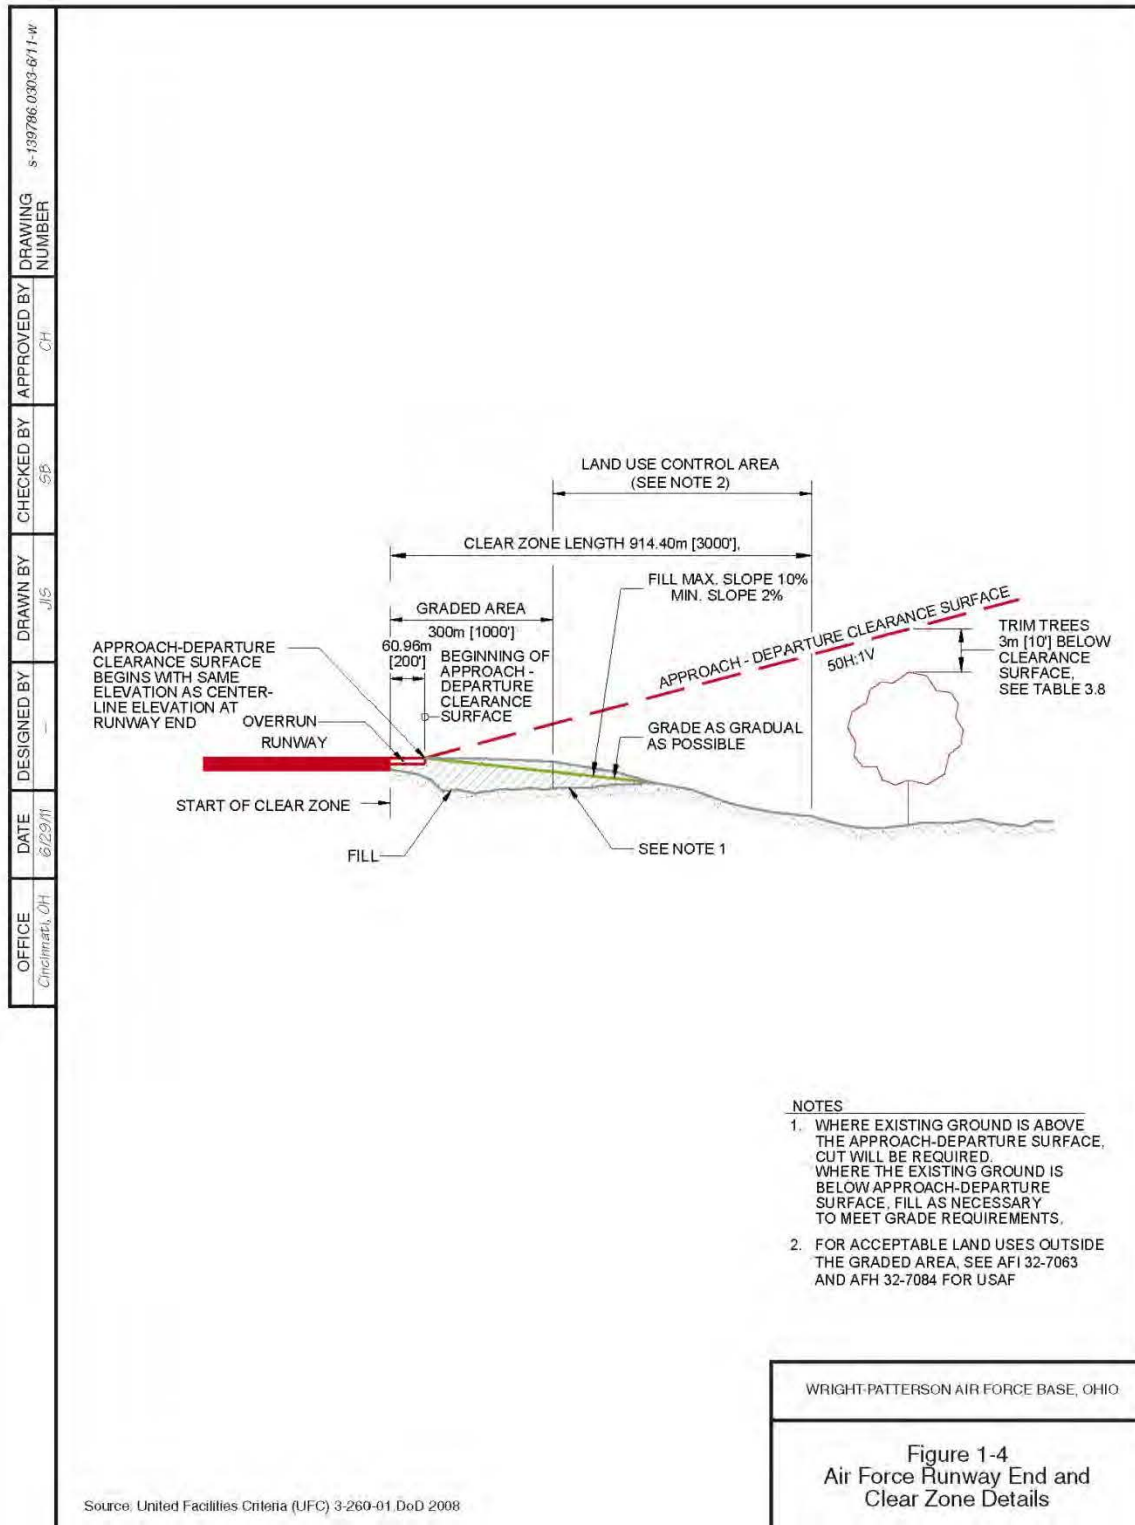 DRAWING
NUMBER
s-139786.0303-6/11-w
APPROVED BY
CH
CHECKED BY
SB
DRAWN BY
JIS
DESIGNED BY
—
DATE
6/29/11
OFFICE
Cincinnati, OH
LAND USE CONTROL AREA
(SEE NOTE 2)
CLEAR ZONE LENGTH 914.40m [3000'],
FILL MAX. SLOPE 10%
MIN. SLOPE 2%
GRADED AREA
300m [1000']
60.96m
[200']
BEGINNING OF
APPROACH -
DEPARTURE
CLEARANCE
SURFACE
APPROACH-DEPARTURE
CLEARANCE SURFACE
BEGINS WITH SAME
ELEVATION AS CENTER-
LINE ELEVATION AT
RUNWAY END
OVERRUN
RUNWAY
APPROACH - DEPARTURE CLEARANCE SURFACE
50H:1V
TRIM TREES
3m [10'] BELOW
CLEARANCE
SURFACE,
SEE TABLE 3.8
GRADE AS GRADUAL
AS POSSIBLE
START OF CLEAR ZONE
FILL
SEE NOTE 1
NOTES
1. WHERE EXISTING GROUND IS ABOVE
THE APPROACH-DEPARTURE SURFACE,
CUT WILL BE REQUIRED.
WHERE THE EXISTING GROUND IS
BELOW APPROACH-DEPARTURE
SURFACE, FILL AS NECESSARY
TO MEET GRADE REQUIREMENTS.
2. FOR ACCEPTABLE LAND USES OUTSIDE
THE GRADED AREA, SEE AFI 32-7063
AND AFH 32-7084 FOR USAF
WRIGHT-PATTERSON AIR FORCE BASE, OHIO
Figure 1-4
Air Force Runway End and
Clear Zone Details
Source: United Facilities Criteria (UFC) 3-260-01 DoD 2008